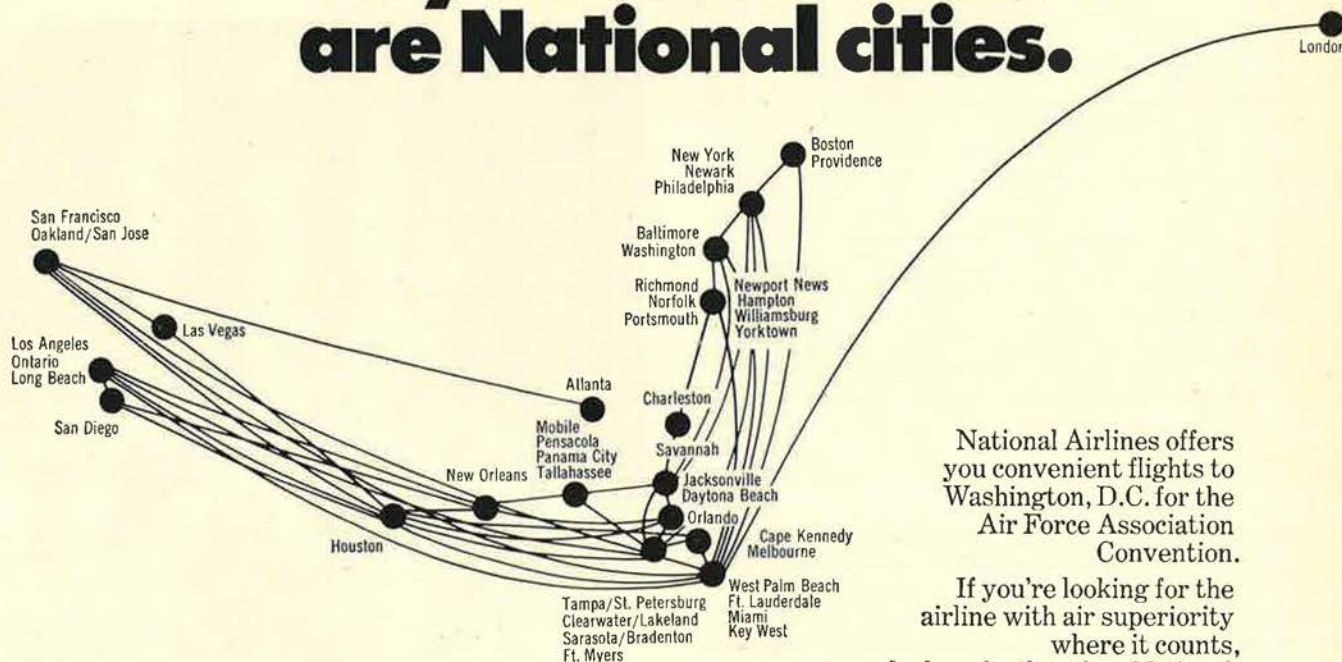 are National cities.
London
Boston
Providence
New York
Newark
Philadelphia
San Francisco
Oakland/San Jose
Baltimore
Washington
Richmond
Norfolk
Portsmouth
Newport News
Hampton
Williamsburg
Yorktown
Las Vegas
Los Angeles
Ontario
Long Beach
San Diego
Atlanta
Charleston
Mobile
Pensacola
Panama City
Tallahassee
Savannah
New Orleans
Jacksonville
Daytona Beach
Orlando
Houston
Cape Kennedy
Melbourne
West Palm Beach
Ft. Lauderdale
Miami
Key West
Tampa/St. Petersburg
Clearwater/Lakeland
Sarasola/Bradenton
Ft. Myers
National Airlines offers
you convenient flights to
Washington, D.C. for the
Air Force Association
Convention.
If you're looking for the
airline with air superiority
where it counts,